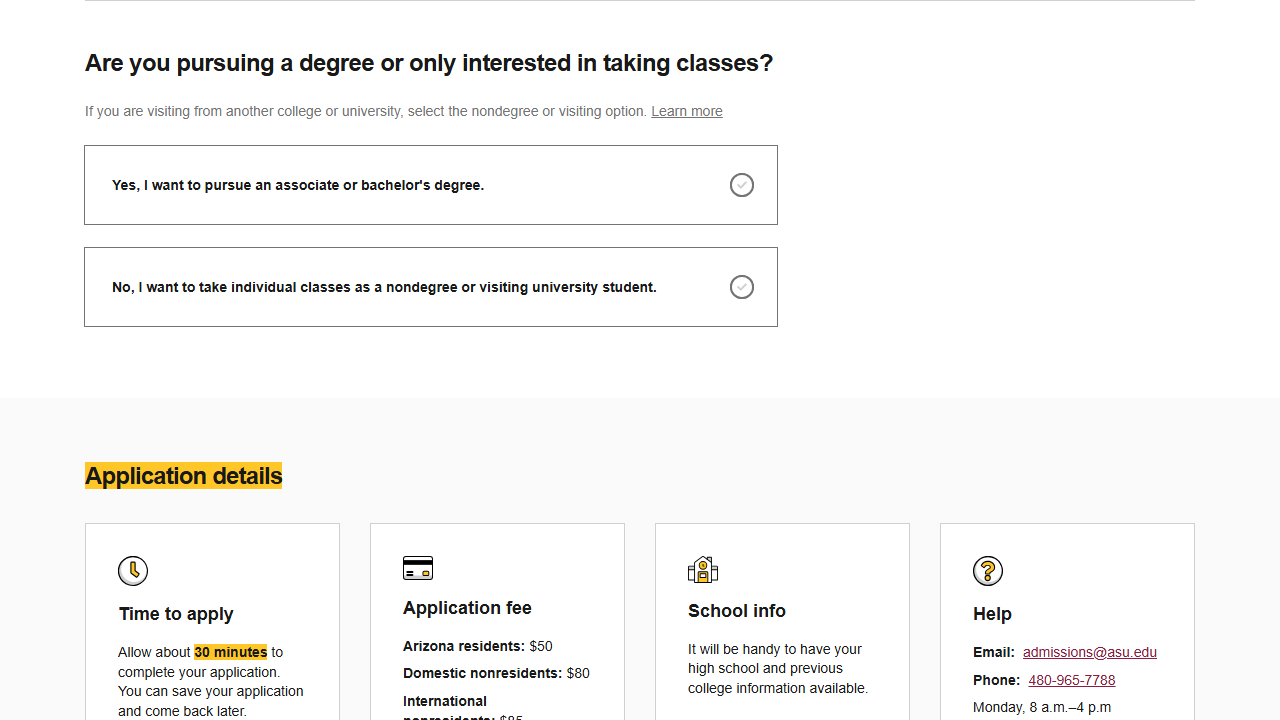 Are you pursuing a degree or only interested in taking classes?
If you are visiting from another college or university, select the nondegree or visiting option. Learn more
Yes, I want to pursue an associate or bachelor's degree.
No, I want to take individual classes as a nondegree or visiting university student.
Application details
Time to apply
Allow about 30 minutes to
complete your application.
You can save your application
and come back later.
Application fee
Arizona residents: $50
Domestic nonresidents: $80
International
nonresidents: $85
School info
It will be handy to have your
high school and previous
college information available.
Help
Email: admissions@asu.edu
Phone: 480-965-7788
Monday, 8 a.m.–4 p.m